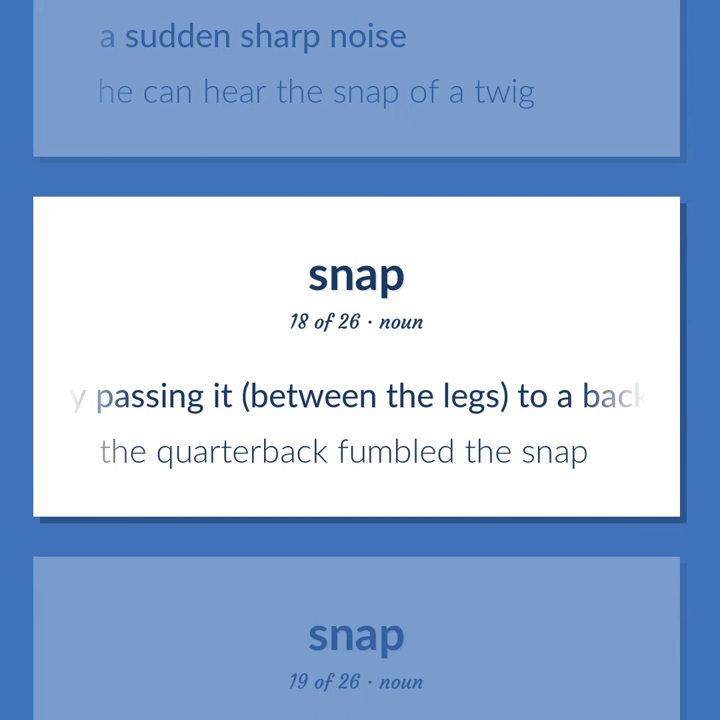 a sudden sharp noise
he can hear the snap of a twig
snap
18 of 26 · noun
y passing it (between the legs) to a back
the quarterback fumbled the snap
snap
19 of 26 · noun